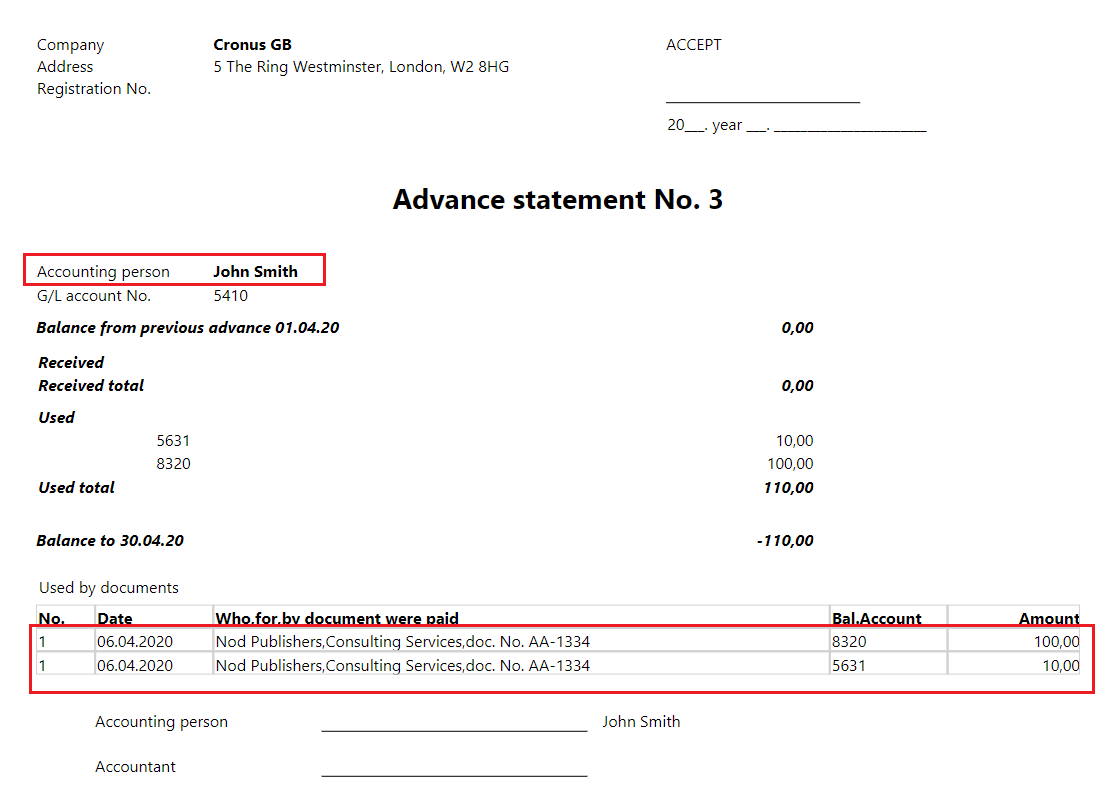 Company Cronus GB ACCEPT
Address 5 The Ring Westminster, London, W2 8HG
Registration No.
20___. year ___. ______________________
Advance statement No. 3
Accounting person John Smith
G/L account No. 5410
Balance from previous advance 01.04.20 0,00
Received
Received total 0,00
Used
5631 10,00
8320 100,00
Used total 110,00
Balance to 30.04.20 -110,00
Used by documents
No. Date Who,for,by document were paid Bal.Account Amount
1 06.04.2020 Nod Publishers,Consulting Services,doc. No. AA-1334 8320 100,00
1 06.04.2020 Nod Publishers,Consulting Services,doc. No. AA-1334 5631 10,00
Accounting person John Smith
Accountant